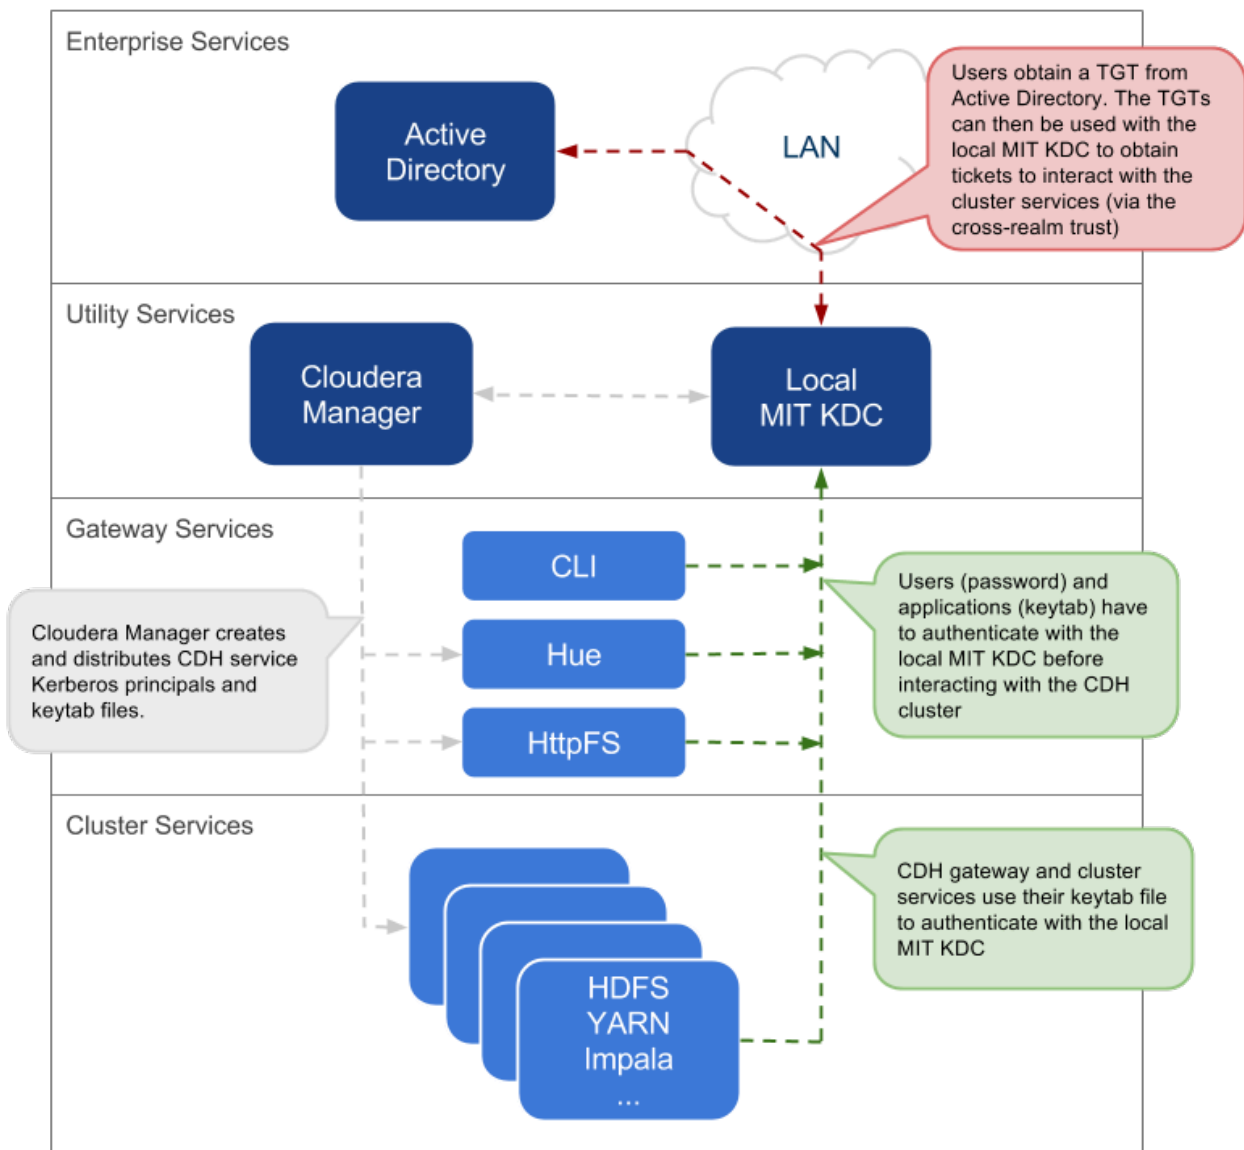 Enterprise Services
Active
Directory
LAN
Users obtain a TGT from
Active Directory. The TGTs
can then be used with the
local MIT KDC to obtain
tickets to interact with the
cluster services (via the
cross-realm trust)
Utility Services
Cloudera
Manager
Local
MIT KDC
Gateway Services
CLI
Hue
HttpFS
Cloudera Manager creates
and distributes CDH service
Kerberos principals and
keytab files.
Users (password) and
applications (keytab) have
to authenticate with the
local MIT KDC before
interacting with the CDH
cluster
Cluster Services
HDFS
YARN
Impala
...
CDH gateway and cluster
services use their keytab file
to authenticate with the local
MIT KDC